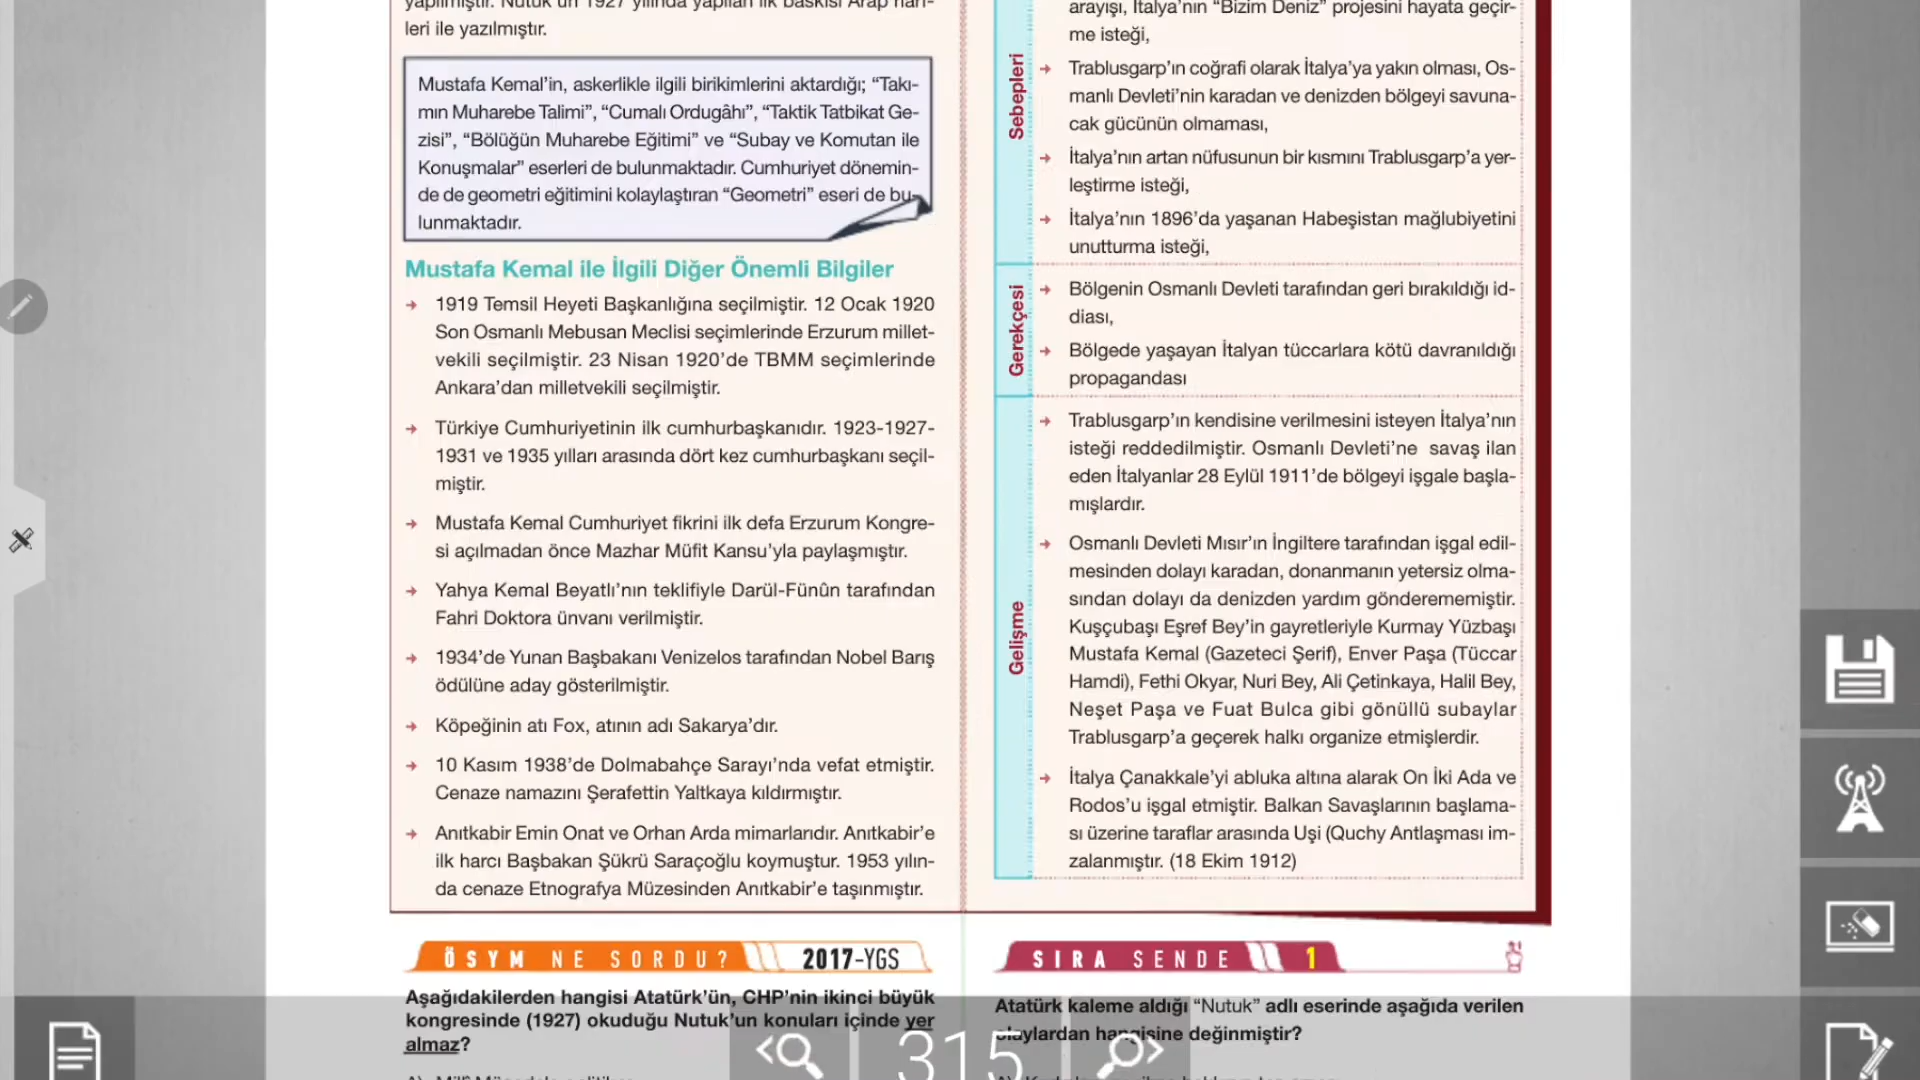 yapılmıştır. Nutuk'un 1927 yılında yapılan ilk baskısı Arap harf-
leri ile yazılmıştır.
Mustafa Kemal'in, askerlikle ilgili birikimlerini aktardığı; “Takı-
mın Muharebe Talimi”, “Cumalı Ordugâhı”, “Taktik Tatbikat Ge-
zisi”, “Bölüğün Muharebe Eğitimi” ve “Subay ve Komutan ile
Konuşmalar” eserleri de bulunmaktadır. Cumhuriyet dönemin-
de de geometri eğitimini kolaylaştıran “Geometri” eseri de bu-
lunmaktadır.
Mustafa Kemal ile İlgili Diğer Önemli Bilgiler
1919 Temsil Heyeti Başkanlığına seçilmiştir. 12 Ocak 1920
Son Osmanlı Mebusan Meclisi seçimlerinde Erzurum millet-
vekili seçilmiştir. 23 Nisan 1920'de TBMM seçimlerinde
Ankara'dan milletvekili seçilmiştir.
Türkiye Cumhuriyetinin ilk cumhurbaşkanıdır. 1923-1927-
1931 ve 1935 yılları arasında dört kez cumhurbaşkanı seçil-
miştir.
Mustafa Kemal Cumhuriyet fikrini ilk defa Erzurum Kongre-
si açılmadan önce Mazhar Müfit Kansu'yla paylaşmıştır.
Yahya Kemal Beyatlı'nın teklifiyle Darül-Fünûn tarafından
Fahri Doktora ünvanı verilmiştir.
1934'de Yunan Başbakanı Venizelos tarafından Nobel Barış
ödülüne aday gösterilmiştir.
Köpeğinin atı Fox, atının adı Sakarya'dır.
10 Kasım 1938'de Dolmabahçe Sarayı'nda vefat etmiştir.
Cenaze namazını Şerafettin Yaltkaya kıldırmıştır.
Anıtkabir Emin Onat ve Orhan Arda mimarlarıdır. Anıtkabir'e
ilk harcı Başbakan Şükrü Saraçoğlu koymuştur. 1953 yılın-
da cenaze Etnografya Müzesinden Anıtkabir'e taşınmıştır.
ÖSYM NE SORDU? 2017-YGS
Aşağıdakilerden hangisi Atatürk'ün, CHP'nin ikinci büyük
kongresinde (1927) okuduğu Nutuk'un konuları içinde yer
almaz?
Sebepleri
arayışı, İtalya'nın “Bizim Deniz” projesini hayata geçir-
me isteği,
Trablusgarp'ın coğrafi olarak İtalya'ya yakın olması, Os-
manlı Devleti'nin karadan ve denizden bölgeyi savuna-
cak gücünün olmaması,
İtalya'nın artan nüfusunun bir kısmını Trablusgarp'a yer-
leştirme isteği,
İtalya'nın 1896'da yaşanan Habeşistan mağlubiyetini
unutturma isteği,
Gerekçesi
Bölgenin Osmanlı Devleti tarafından geri bırakıldığı id-
diası,
Bölgede yaşayan İtalyan tüccarlara kötü davranıldığı
propagandası
Gelişme
Trablusgarp'ın kendisine verilmesini isteyen İtalya'nın
isteği reddedilmiştir. Osmanlı Devleti'ne savaş ilan
eden İtalyanlar 28 Eylül 1911'de bölgeyi işgale başla-
mışlardır.
Osmanlı Devleti Mısır'ın İngiltere tarafından işgal edil-
mesinden dolayı karadan, donanmanın yetersiz olma-
sından dolayı da denizden yardım gönderememiştir.
Kuşçubaşı Eşref Bey'in gayretleriyle Kurmay Yüzbaşı
Mustafa Kemal (Gazeteci Şerif), Enver Paşa (Tüccar
Hamdi), Fethi Okyar, Nuri Bey, Ali Çetinkaya, Halil Bey,
Neşet Paşa ve Fuat Bulca gibi gönüllü subaylar
Trablusgarp'a geçerek halkı organize etmişlerdir.
İtalya Çanakkale'yi abluka altına alarak On İki Ada ve
Rodos'u işgal etmiştir. Balkan Savaşlarının başlama-
sı üzerine taraflar arasında Uşi (Quchy Antlaşması im-
zalanmıştır. (18 Ekim 1912)
SIRA SENDE 1
Atatürk kaleme aldığı “Nutuk” adlı eserinde aşağıda verilen
olaylardan hangisine değinmiştir?
315